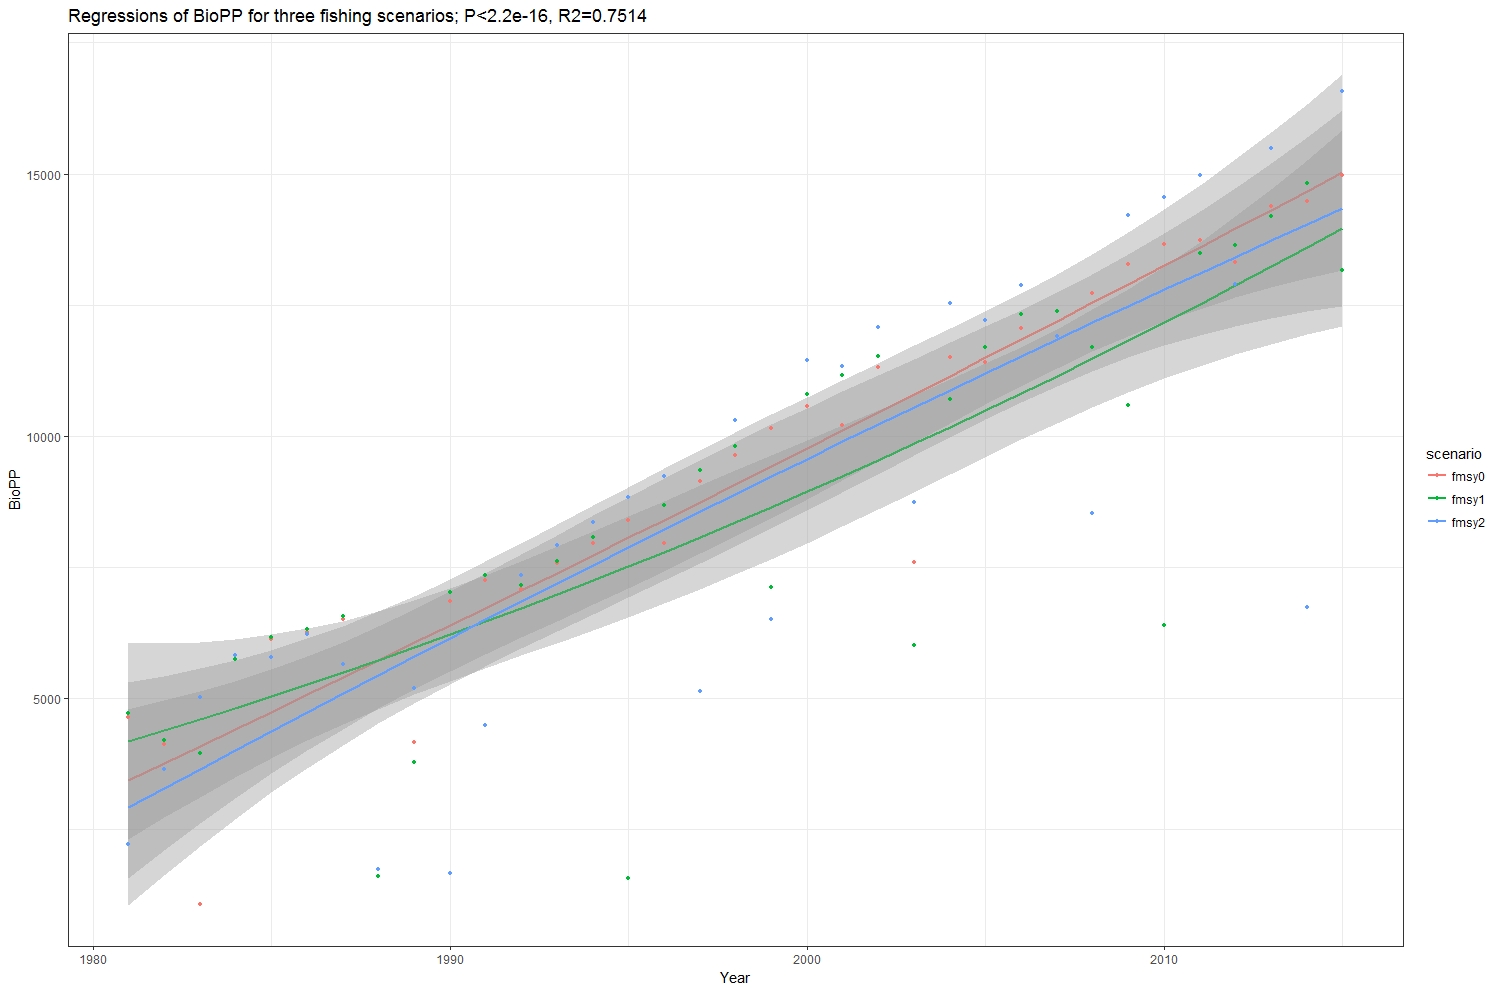 Regressions of BioPP for three fishing scenarios; P<2.2e-16, R2=0.7514
15000
10000
5000
BioPP
1980
1990
2000
2010
Year
scenario
fmsy0
fmsy1
fmsy2